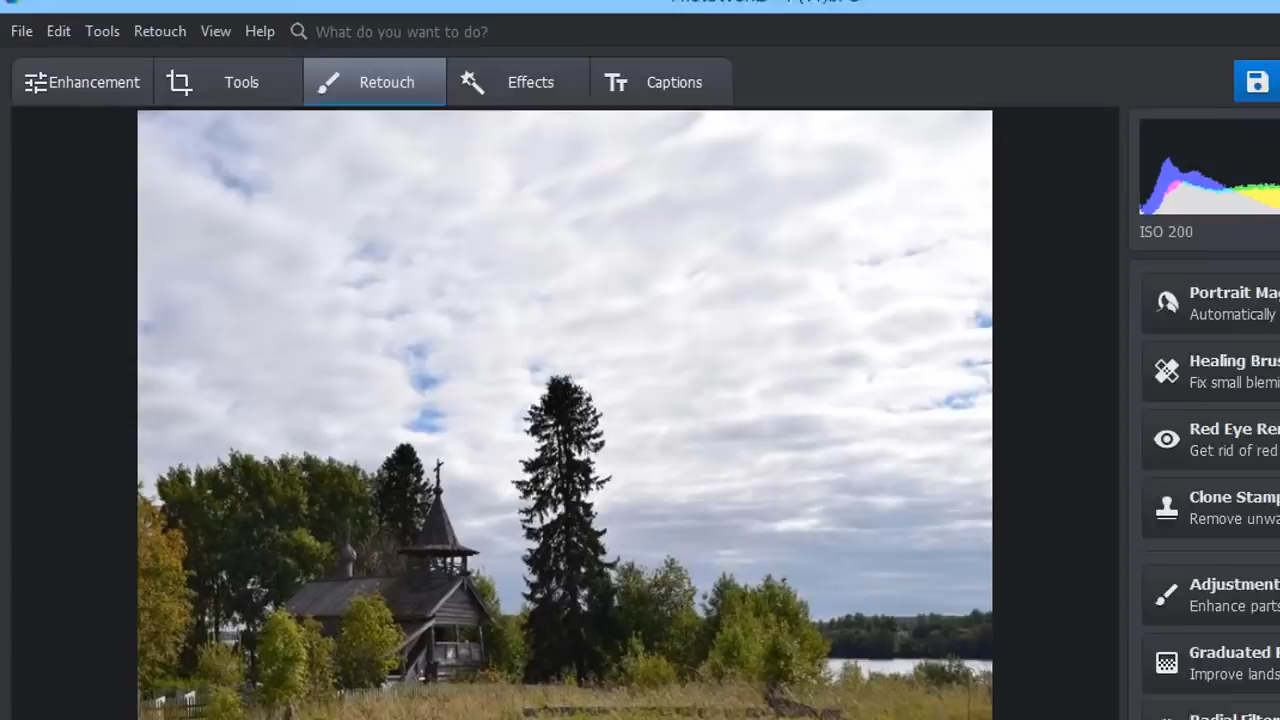 File Edit Tools Retouch View Help What do you want to do?
Enhancement Tools Retouch Effects Captions
ISO 200
Portrait Ma
Automatically
Healing Brus
Fix small blemi
Red Eye Re
Get rid of red
Clone Stamp
Remove unwa
Adjustment
Enhance parts
Graduated
Improve lands